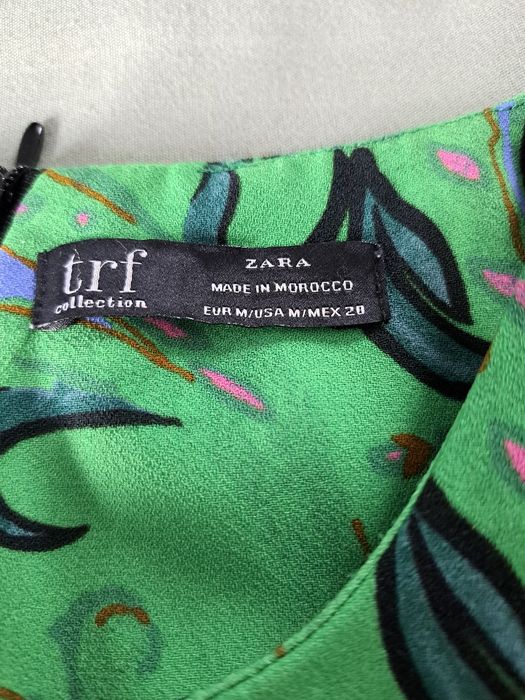 trf
collection
ZARA
MADE IN MOROCCO
EUR M/USA M/MEX 28